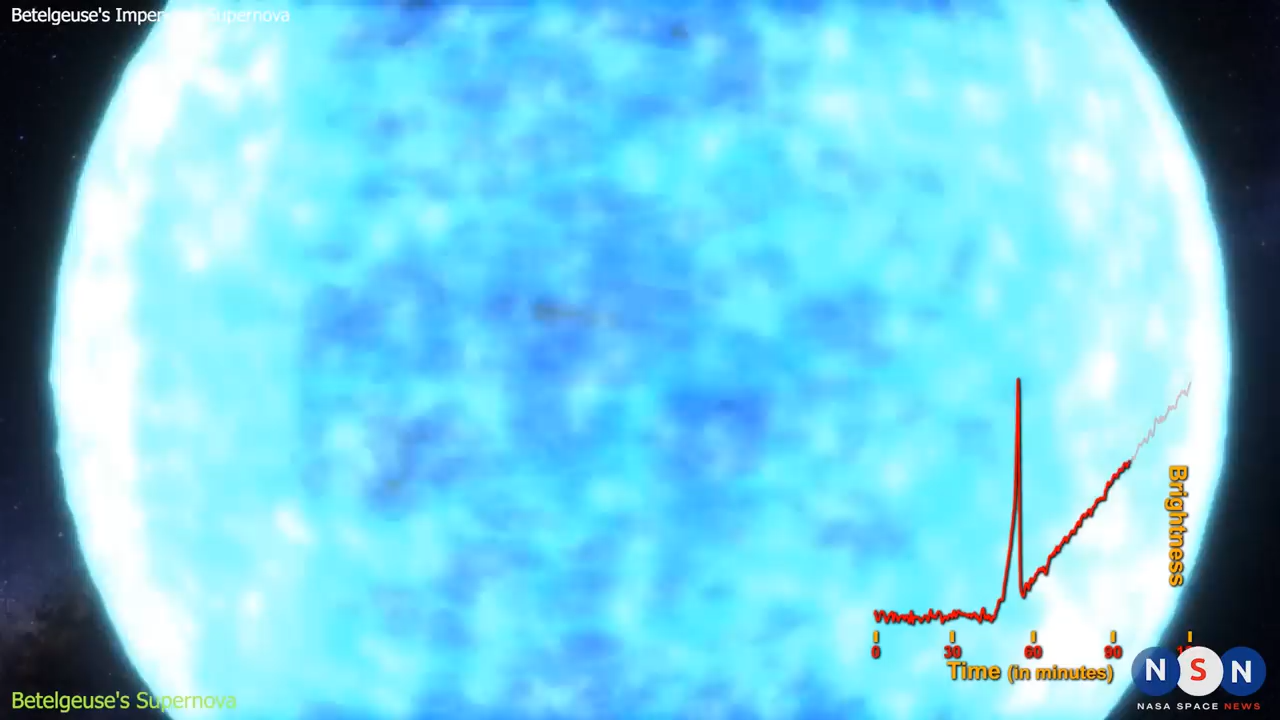 Betelgeuse's Supernova
Brightness
0 30 60 90
Time (in minutes)
NSN
NASA SPACE NEWS
Betelgeuse's Supernova